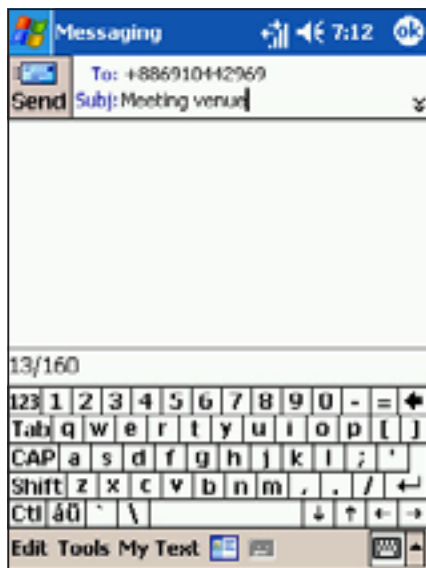 Messaging 7:12 ok
To: +886910442969
Send Subj: Meeting venue
13/160
123 1 2 3 4 5 6 7 8 9 0 - =
Tab q w e r t y u i o p [ ]
CAP a s d f g h j k l ; '
Shift z x c v b n m , . /
Ctl áü ` \
Edit Tools My Text